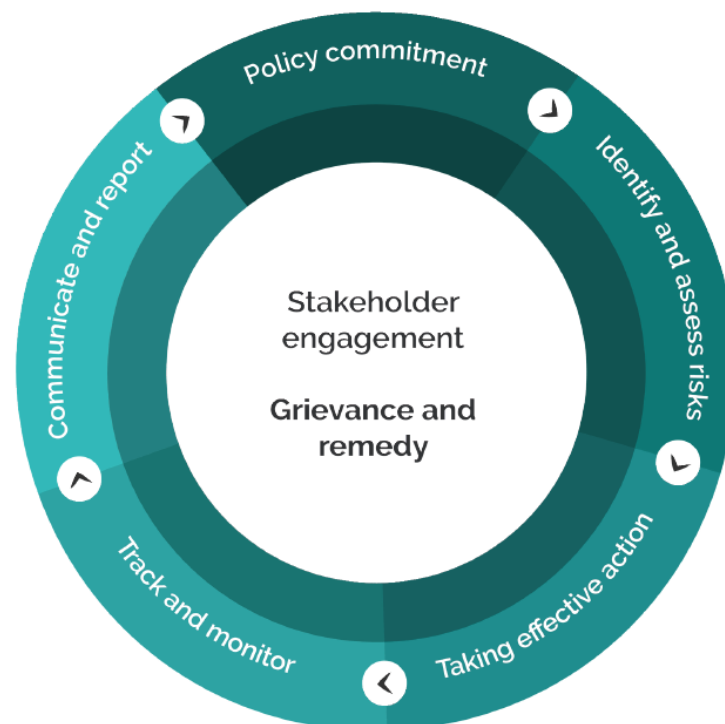 Policy commitment
Identify and assess risks
Taking effective action
Track and monitor
Communicate and report
Stakeholder
engagement
Grievance and
remedy